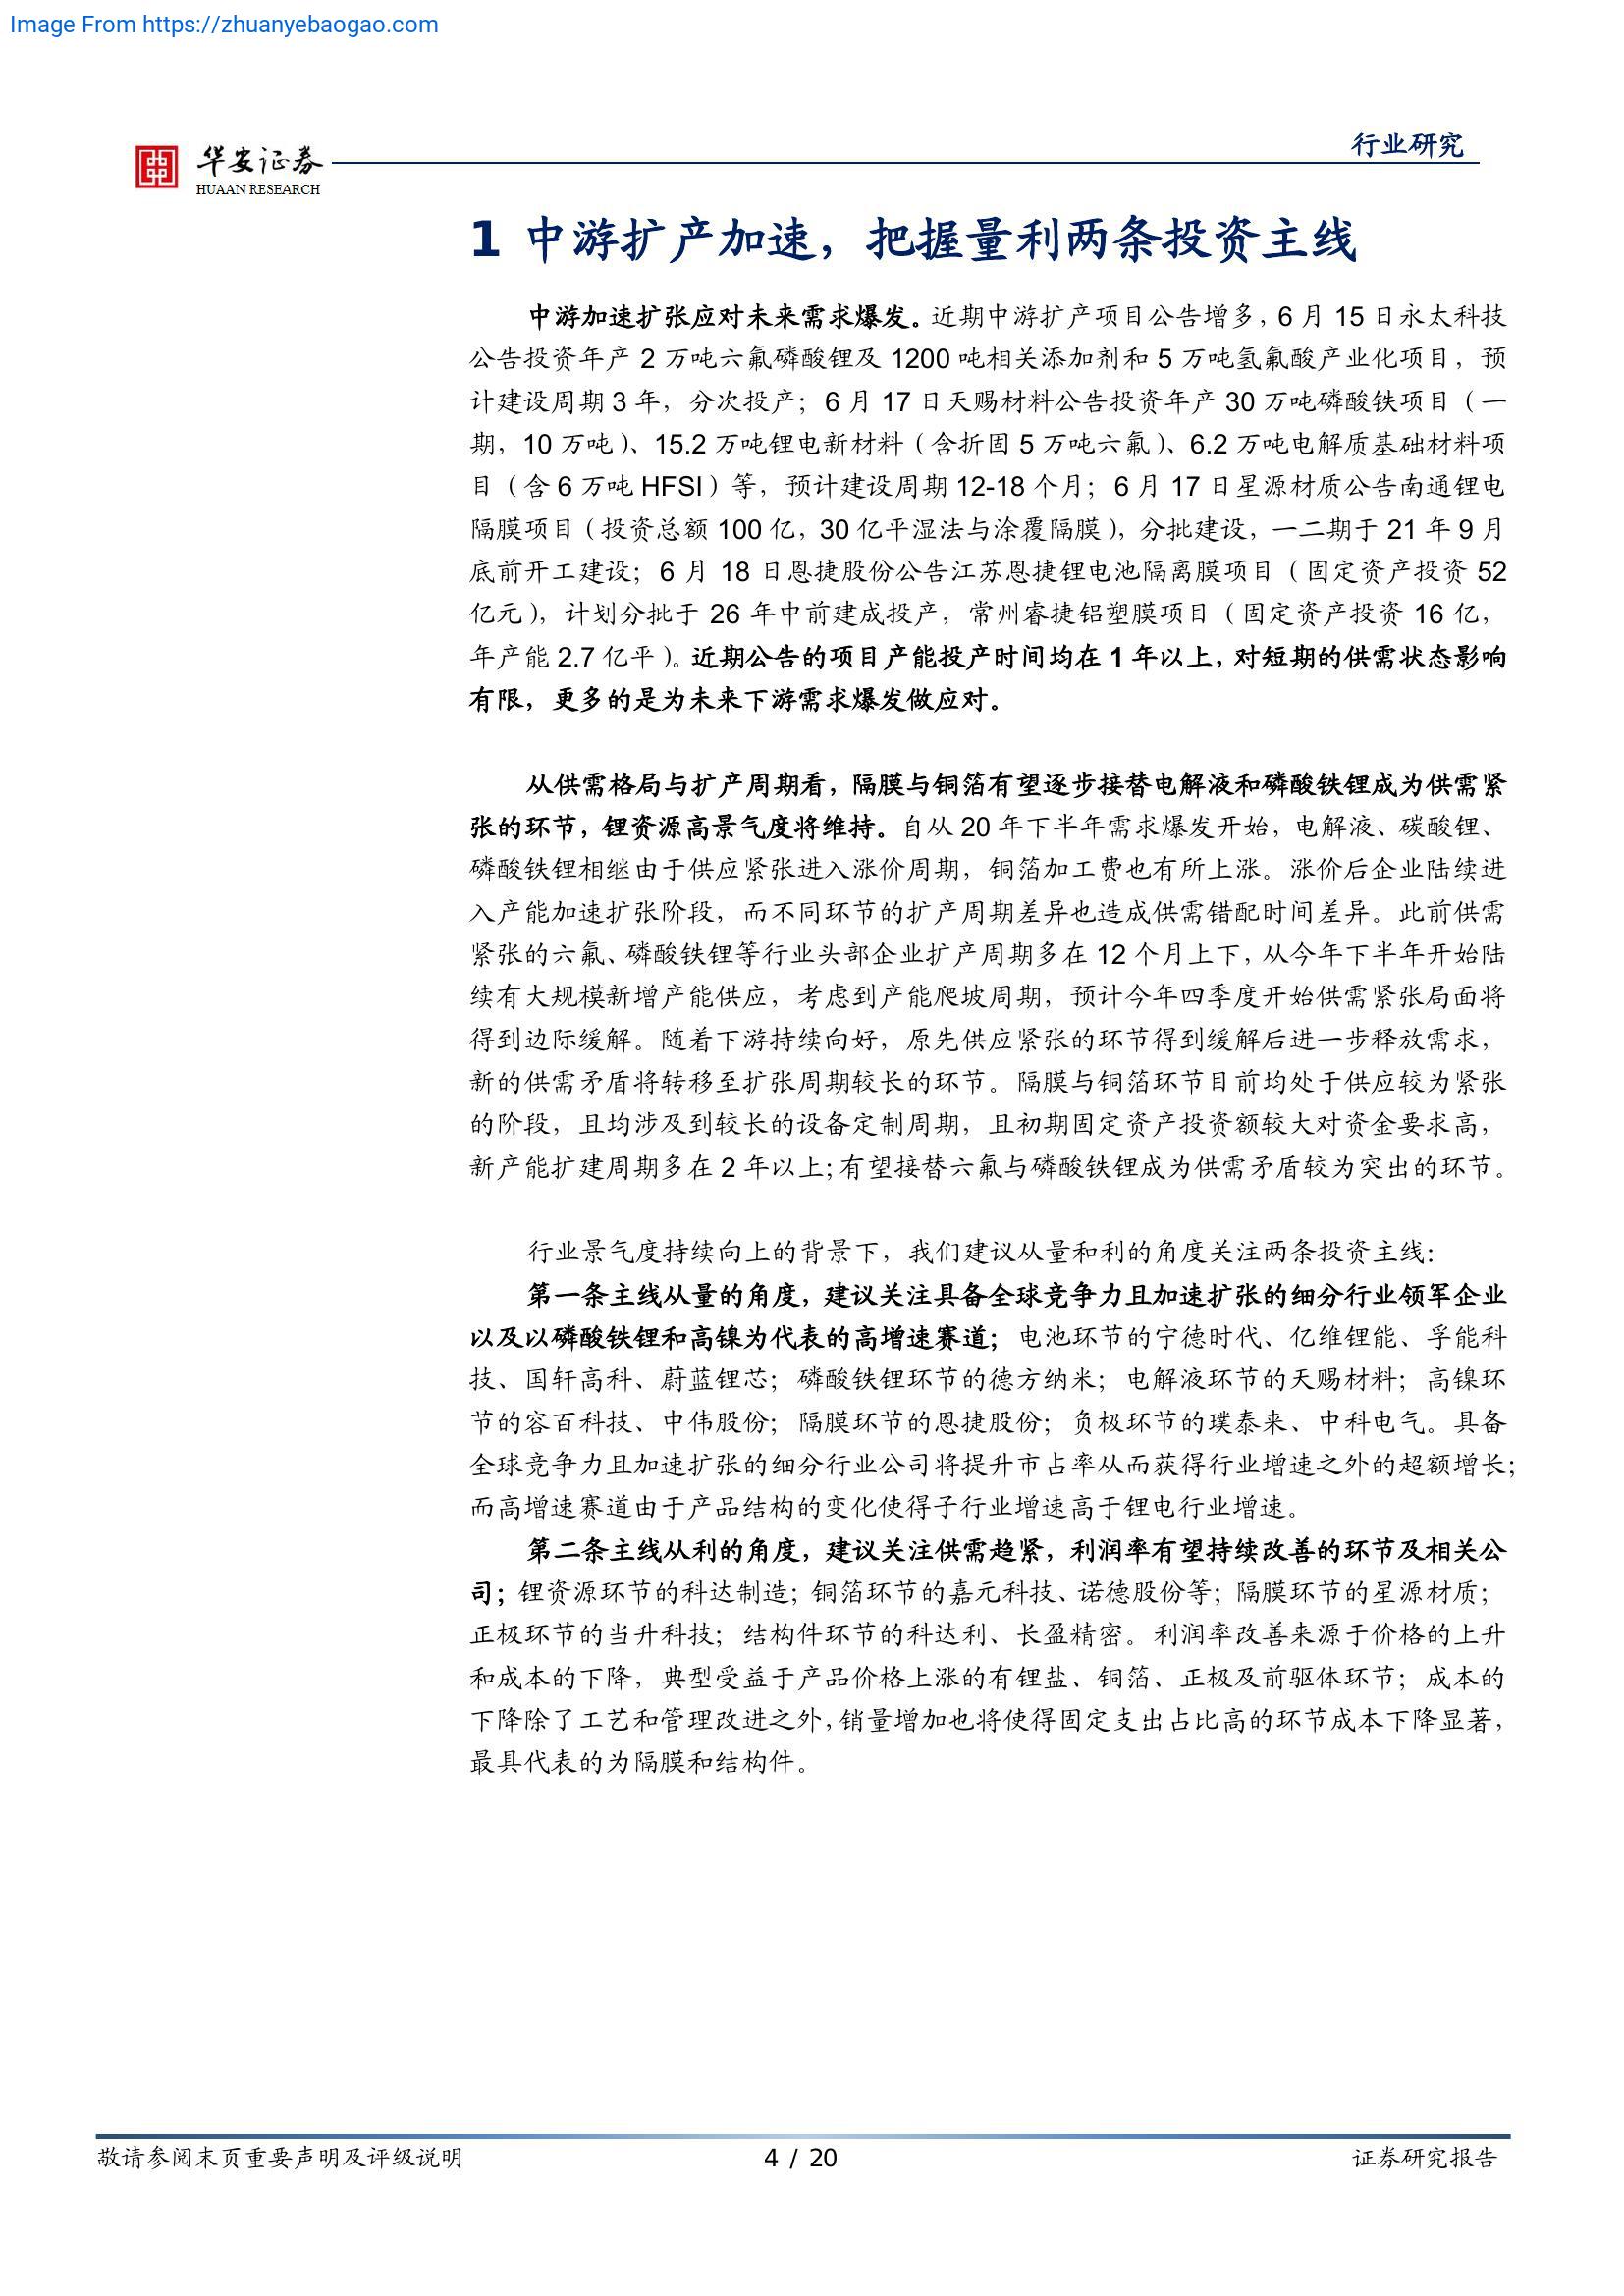 Image From https://zhuanyebaogao.com
行业研究
华安证券
HUAAN RESEARCH
1 中游扩产加速，把握量利两条投资主线
中游加速扩张应对未来需求爆发。近期中游扩产项目公告增多，6 月 15 日永太科技
公告投资年产 2 万吨六氟磷酸锂及 1200 吨相关添加剂和 5 万吨氢氟酸产业化项目，预
计建设周期 3 年，分次投产；6 月 17 日天赐材料公告投资年产 30 万吨磷酸铁项目（一
期，10 万吨）、15.2 万吨锂电新材料（含折固 5 万吨六氟）、6.2 万吨电解质基础材料项
目（含 6 万吨 HFSI）等，预计建设周期 12-18 个月；6 月 17 日星源材质公告南通锂电
隔膜项目（投资总额 100 亿，30 亿平湿法与涂覆隔膜），分批建设，一二期于 21 年 9 月
底前开工建设；6 月 18 日恩捷股份公告江苏恩捷锂电池隔离膜项目（固定资产投资 52
亿元），计划分批于 26 年中前建成投产，常州睿捷铝塑膜项目（固定资产投资 16 亿，
年产能 2.7 亿平）。近期公告的项目产能投产时间均在 1 年以上，对短期的供需状态影响
有限，更多的是为未来下游需求爆发做应对。
从供需格局与扩产周期看，隔膜与铜箔有望逐步接替电解液和磷酸铁锂成为供需紧
张的环节，锂资源高景气度将维持。自从 20 年下半年需求爆发开始，电解液、碳酸锂、
磷酸铁锂相继由于供应紧张进入涨价周期，铜箔加工费也有所上涨。涨价后企业陆续进
入产能加速扩张阶段，而不同环节的扩产周期差异也造成供需错配时间差异。此前供需
紧张的六氟、磷酸铁锂等行业头部企业扩产周期多在 12 个月上下，从今年下半年开始陆
续有大规模新增产能供应，考虑到产能爬坡周期，预计今年四季度开始供需紧张局面将
得到边际缓解。随着下游持续向好，原先供应紧张的环节得到缓解后进一步释放需求，
新的供需矛盾将转移至扩张周期较长的环节。隔膜与铜箔环节目前均处于供应较为紧张
的阶段，且均涉及到较长的设备定制周期，且初期固定资产投资额较大对资金要求高，
新产能扩建周期多在 2 年以上；有望接替六氟与磷酸铁锂成为供需矛盾较为突出的环节。
行业景气度持续向上的背景下，我们建议从量和利的角度关注两条投资主线：
第一条主线从量的角度，建议关注具备全球竞争力且加速扩张的细分行业领军企业
以及以磷酸铁锂和高镍为代表的高增速赛道；电池环节的宁德时代、亿维锂能、孚能科
技、国轩高科、蔚蓝锂芯；磷酸铁锂环节的德方纳米；电解液环节的天赐材料；高镍环
节的容百科技、中伟股份；隔膜环节的恩捷股份；负极环节的璞泰来、中科电气。具备
全球竞争力且加速扩张的细分行业公司将提升市占率从而获得行业增速之外的超额增长；
而高增速赛道由于产品结构的变化使得子行业增速高于锂电行业增速。
第二条主线从利的角度，建议关注供需趋紧，利润率有望持续改善的环节及相关公
司；锂资源环节的科达制造；铜箔环节的嘉元科技、诺德股份等；隔膜环节的星源材质；
正极环节的当升科技；结构件环节的科达利、长盈精密。利润率改善来源于价格的上升
和成本的下降，典型受益于产品价格上涨的有锂盐、铜箔、正极及前驱体环节；成本的
下降除了工艺和管理改进之外，销量增加也将使得固定支出占比高的环节成本下降显著，
最具代表的为隔膜和结构件。
敬请参阅末页重要声明及评级说明
4 / 20
证券研究报告